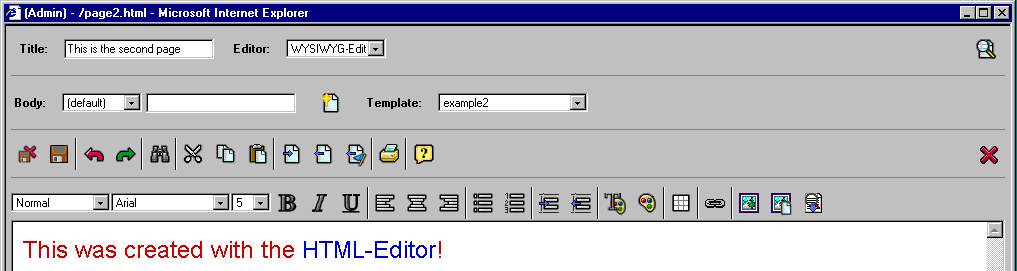 (Admin) - /page2.html - Microsoft Internet Explorer
Title: This is the second page Editor: WYSIWYG-Edit
Body: (default) Template: example2
Normal Arial 5 B I U
This was created with the HTML-Editor!